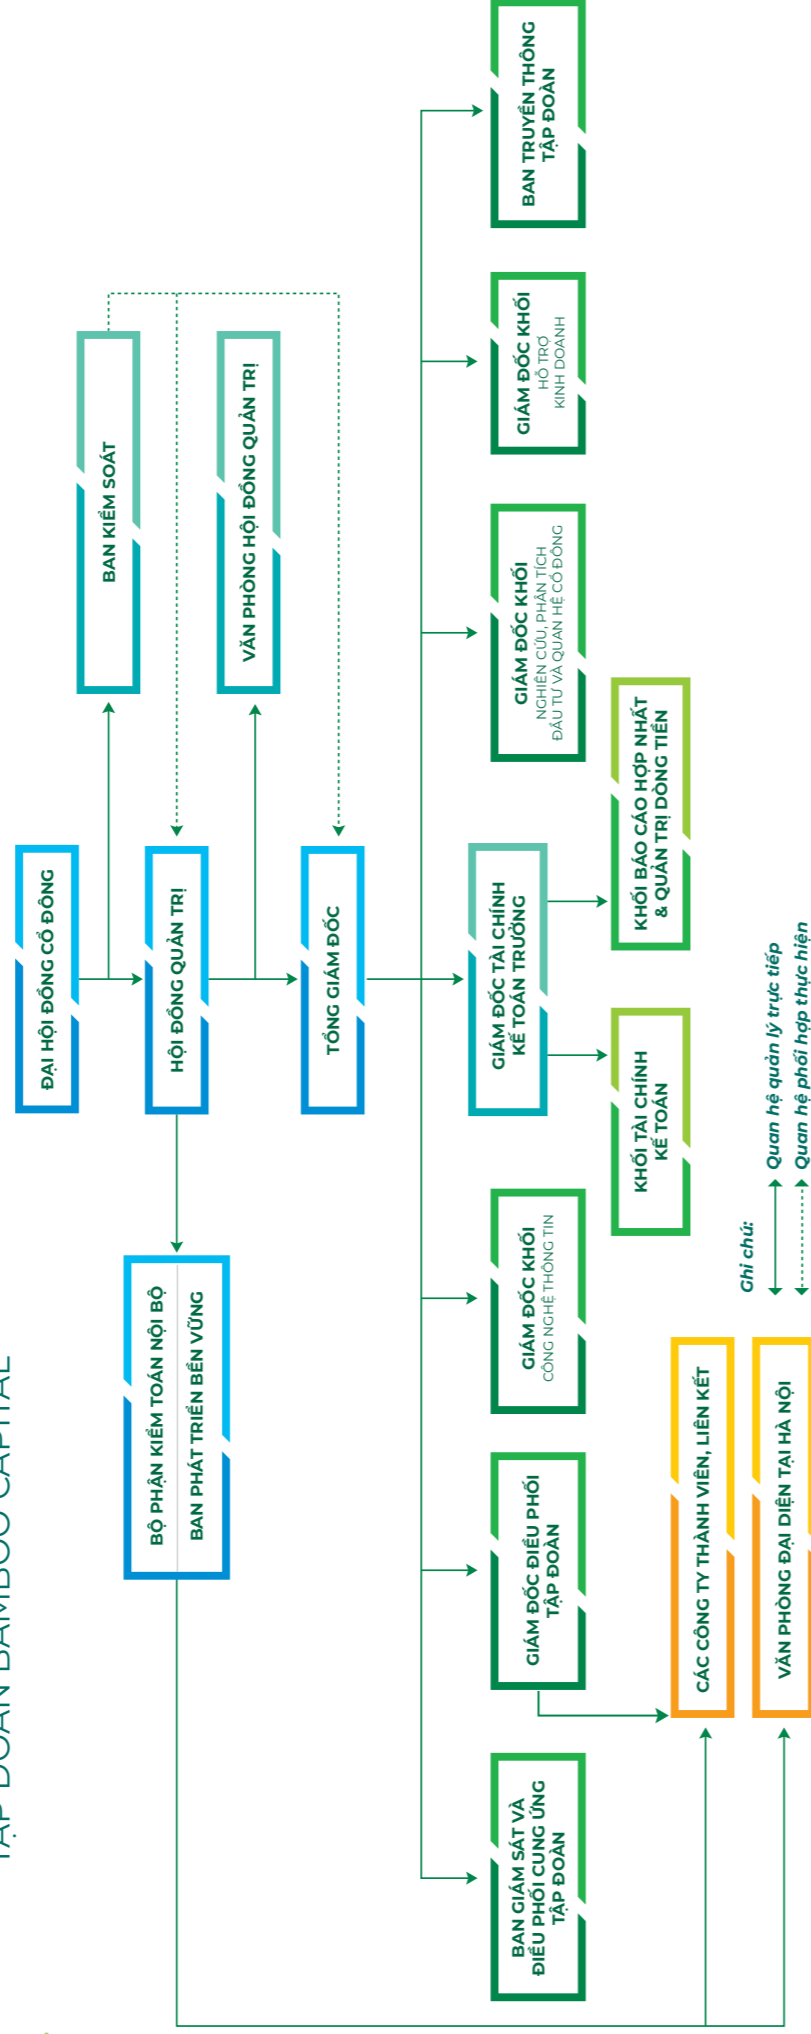 TẬP ĐOÀN BAMBOO CAPITAL
ĐẠI HỘI ĐỒNG CỔ ĐÔNG
BAN KIỂM SOÁT
BỘ PHẬN KIỂM TOÁN NỘI BỘ
BAN PHÁT TRIỂN BỀN VỮNG
HỘI ĐỒNG QUẢN TRỊ
VĂN PHÒNG HỘI ĐỒNG QUẢN TRỊ
TỔNG GIÁM ĐỐC
BAN GIÁM SÁT VÀ
ĐIỀU PHỐI CUNG ỨNG
TẬP ĐOÀN
GIÁM ĐỐC ĐIỀU PHỐI
TẬP ĐOÀN
GIÁM ĐỐC KHỐI
CÔNG NGHỆ THÔNG TIN
GIÁM ĐỐC TÀI CHÍNH
KẾ TOÁN TRƯỞNG
GIÁM ĐỐC KHỐI
NGHIÊN CỨU, PHÂN TÍCH
ĐẦU TƯ VÀ QUAN HỆ CỔ ĐÔNG
GIÁM ĐỐC KHỐI
HỖ TRỢ
KINH DOANH
BAN TRUYỀN THÔNG
TẬP ĐOÀN
KHỐI TÀI CHÍNH
KẾ TOÁN
KHỐI BÁO CÁO HỢP NHẤT
& QUẢN TRỊ DÒNG TIỀN
CÁC CÔNG TY THÀNH VIÊN, LIÊN KẾT
VĂN PHÒNG ĐẠI DIỆN TẠI HÀ NỘI
Ghi chú:
Quan hệ quản lý trực tiếp
Quan hệ phối hợp thực hiện